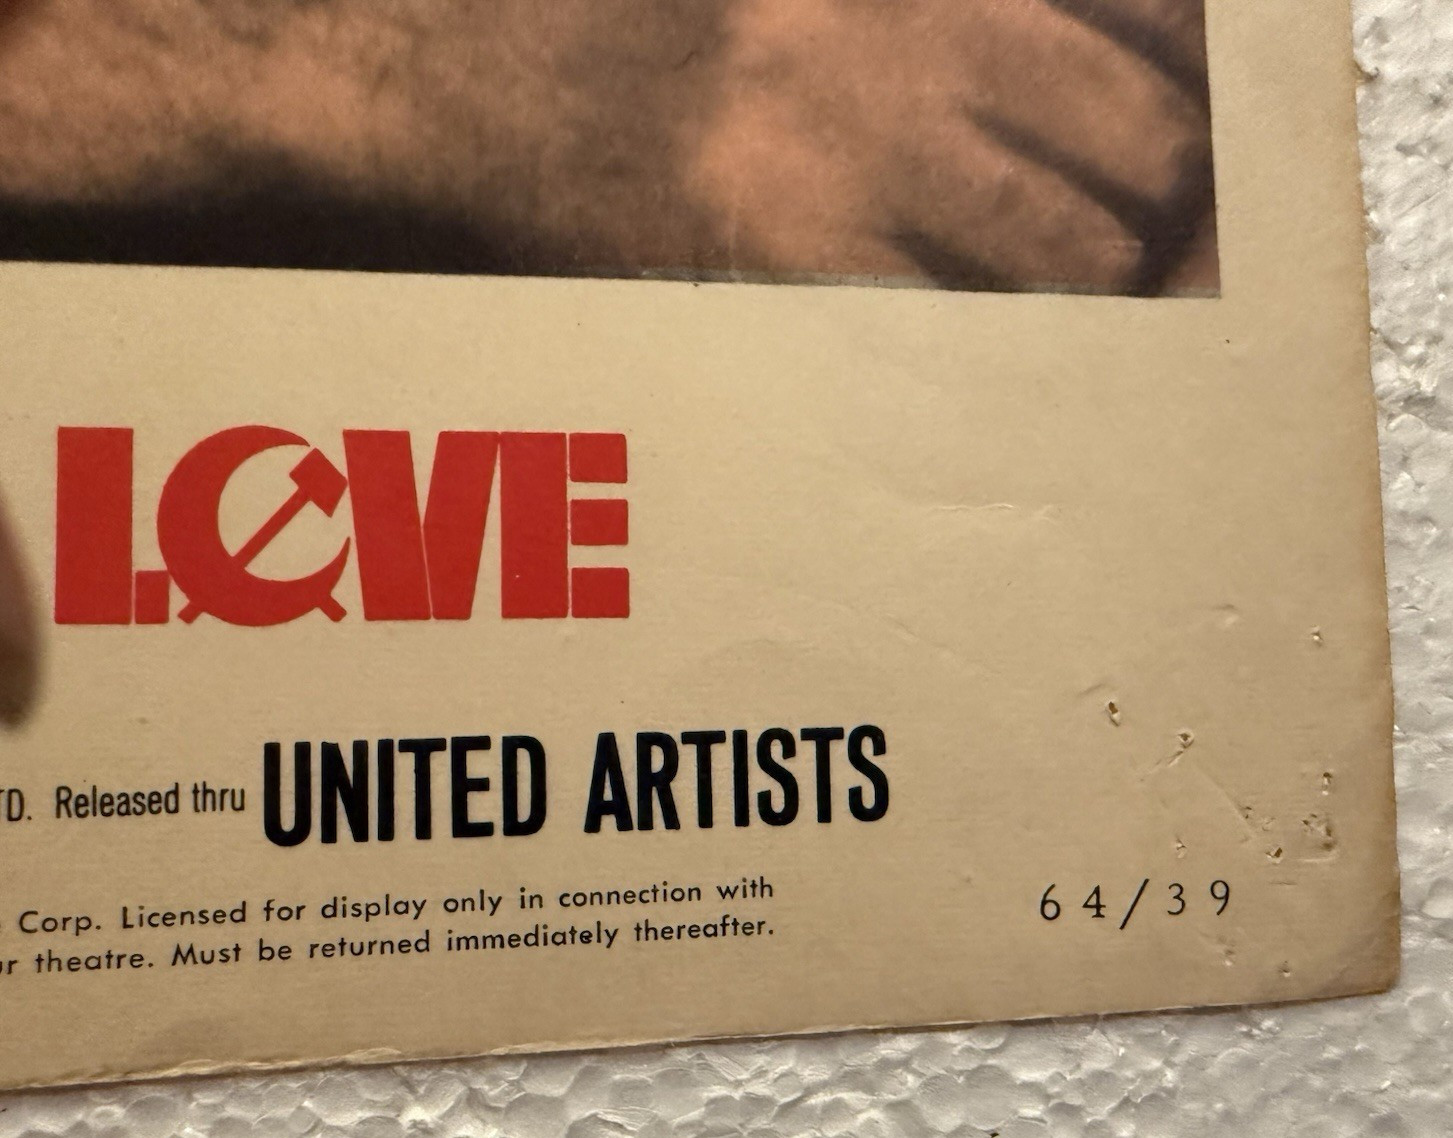 LOVE
TD. Released thru UNITED ARTISTS
Corp. Licensed for display only in connection with
r theatre. Must be returned immediately thereafter.
64/39